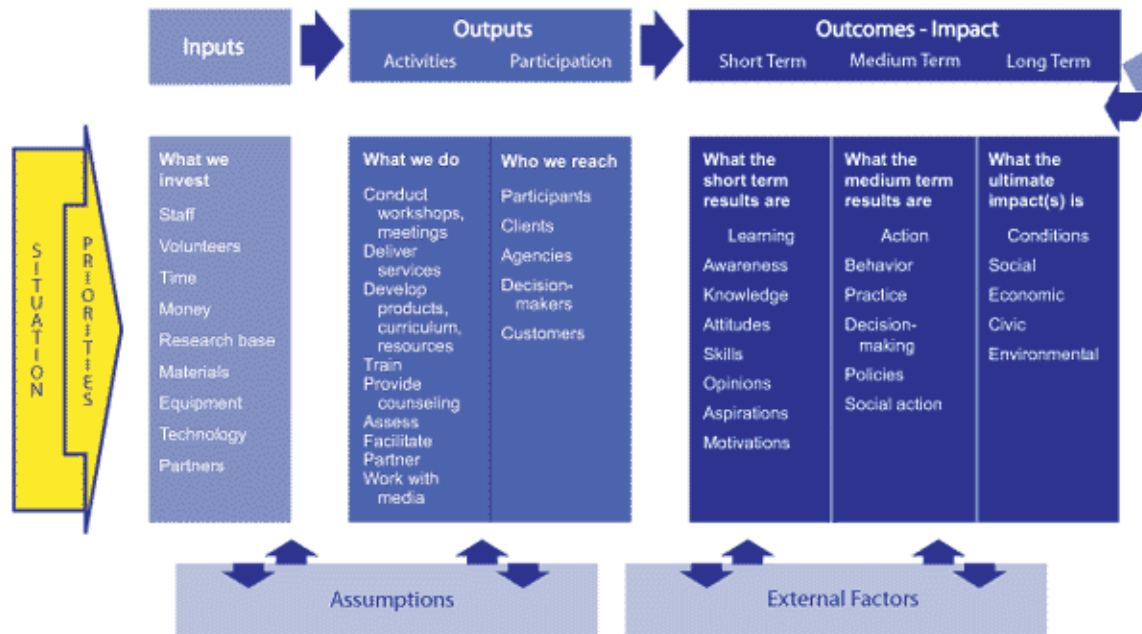 Inputs
Outputs
Activities
Participation
Outcomes - Impact
Short Term
Medium Term
Long Term
SITUATION
PRIORITIES
What we
invest
Staff
Volunteers
Time
Money
Research base
Materials
Equipment
Technology
Partners
What we do
Conduct
workshops,
meetings
Deliver
services
Develop
products,
curriculum,
resources
Train
Provide
counseling
Assess
Facilitate
Partner
Work with
media
Who we reach
Participants
Clients
Agencies
Decision-
makers
Customers
What the
short term
results are
Learning
Awareness
Knowledge
Attitudes
Skills
Opinions
Aspirations
Motivations
What the
medium term
results are
Action
Behavior
Practice
Decision-
making
Policies
Social action
What the
ultimate
impact(s) is
Conditions
Social
Economic
Civic
Environmental
Assumptions
External Factors